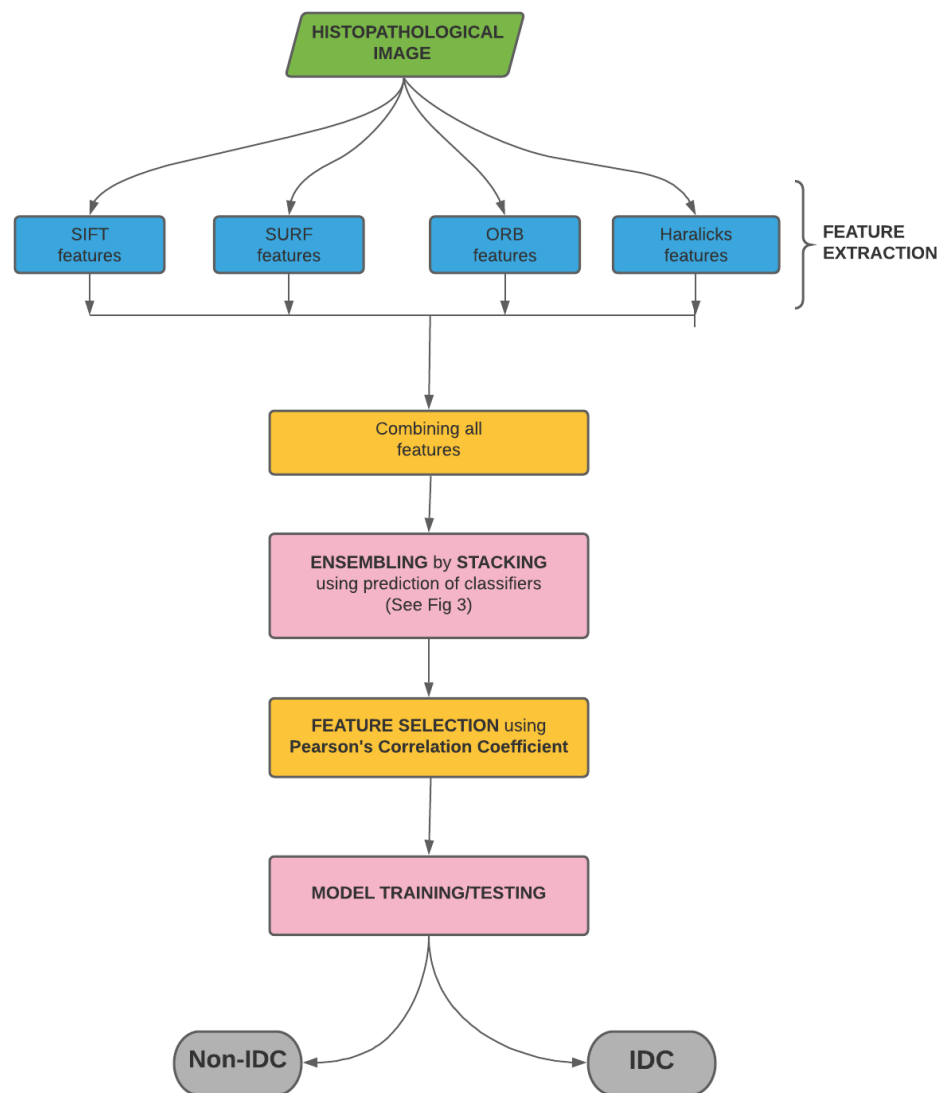 HISTOPATHOLOGICAL
IMAGE
SIFT
features
SURF
features
ORB
features
Haralicks
features
FEATURE
EXTRACTION
Combining all
features
ENSEMBLING by STACKING
using prediction of classifiers
(See Fig 3)
FEATURE SELECTION using
Pearson's Correlation Coefficient
MODEL TRAINING/TESTING
Non-IDC
IDC